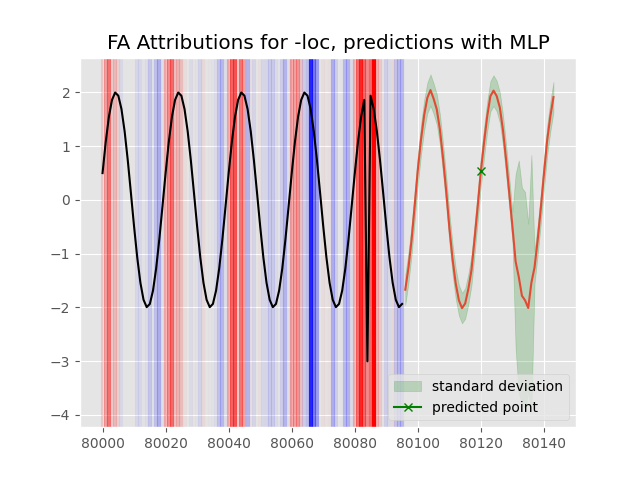 FA Attributions for -loc, predictions with MLP
2
1
0
−1
−2
−3
−4
standard deviation
predicted point
80000 80020 80040 80060 80080 80100 80120 80140